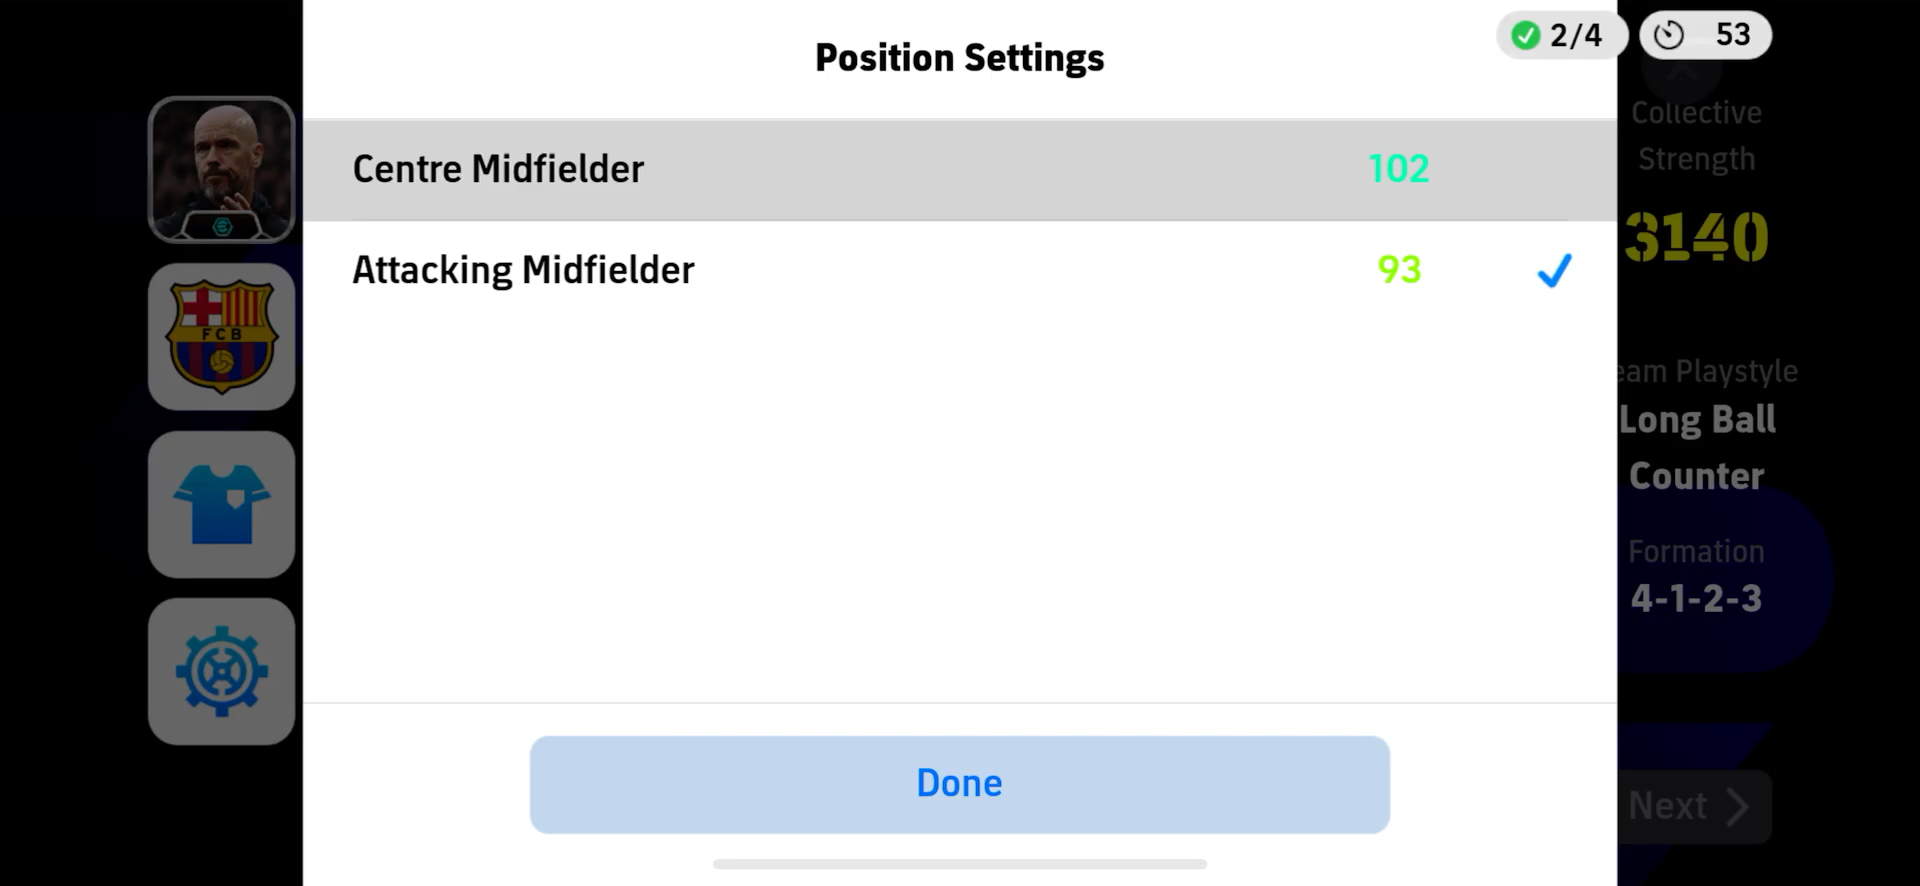 Position Settings
2/4
53
Centre Midfielder 102
Attacking Midfielder 93
Done
FCB
Collective
Strength
3140
eam Playstyle
Long Ball
Counter
Formation
4-1-2-3
Next